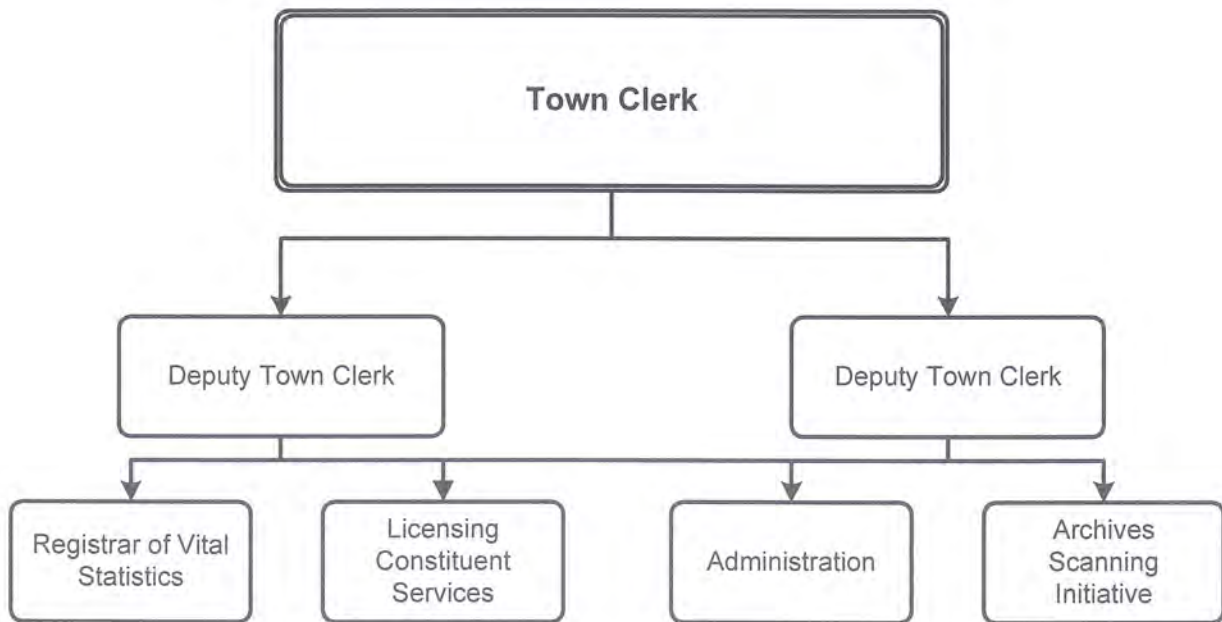 Town Clerk
Deputy Town Clerk
Deputy Town Clerk
Registrar of Vital
Statistics
Licensing
Constituent
Services
Administration
Archives
Scanning
Initiative